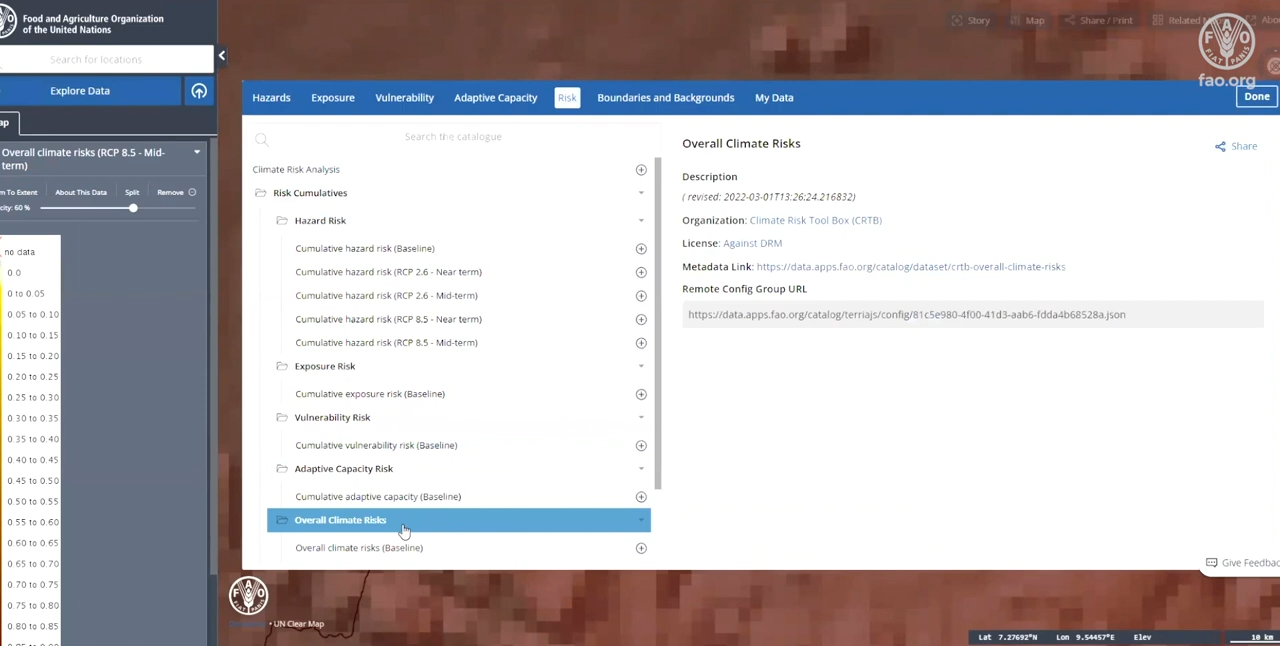 Food and Agriculture Organization
of the United Nations
Search for locations
Explore Data
Overall climate risks (RCP 8.5 - Mid-
term)
To Extent About This Data Split Remove
60 %
no data
0.0
0 to 0.05
0.05 to 0.10
0.10 to 0.15
0.15 to 0.20
0.20 to 0.25
0.25 to 0.30
0.30 to 0.35
0.35 to 0.40
0.40 to 0.45
0.45 to 0.50
0.50 to 0.55
0.55 to 0.60
0.60 to 0.65
0.65 to 0.70
0.70 to 0.75
0.75 to 0.80
0.80 to 0.85
Story Map Share / Print Related
FAO
FIAT PANIS
fao.org
Hazards Exposure Vulnerability Adaptive Capacity Risk Boundaries and Backgrounds My Data Done
Search the catalogue
Climate Risk Analysis
Risk Cumulatives
Hazard Risk
Cumulative hazard risk (Baseline)
Cumulative hazard risk (RCP 2.6 - Near term)
Cumulative hazard risk (RCP 2.6 - Mid-term)
Cumulative hazard risk (RCP 8.5 - Near term)
Cumulative hazard risk (RCP 8.5 - Mid-term)
Exposure Risk
Cumulative exposure risk (Baseline)
Vulnerability Risk
Cumulative vulnerability risk (Baseline)
Adaptive Capacity Risk
Cumulative adaptive capacity (Baseline)
Overall Climate Risks
Overall climate risks (Baseline)
Overall Climate Risks
Share
Description
( revised: 2022-03-01T13:26:24.216832)
Organization: Climate Risk Tool Box (CRTB)
License: Against DRM
Metadata Link: https://data.apps.fao.org/catalog/dataset/crtb-overall-climate-risks
Remote Config Group URL
https://data.apps.fao.org/catalog/terriajs/config/81c5e980-4f00-41d3-aab6-fdda4b68528a.json
Give Feedbac
FAO
FIAT PANIS
• UN Clear Map
Lat 7.27692°N Lon 9.54457°E Elev 10 km